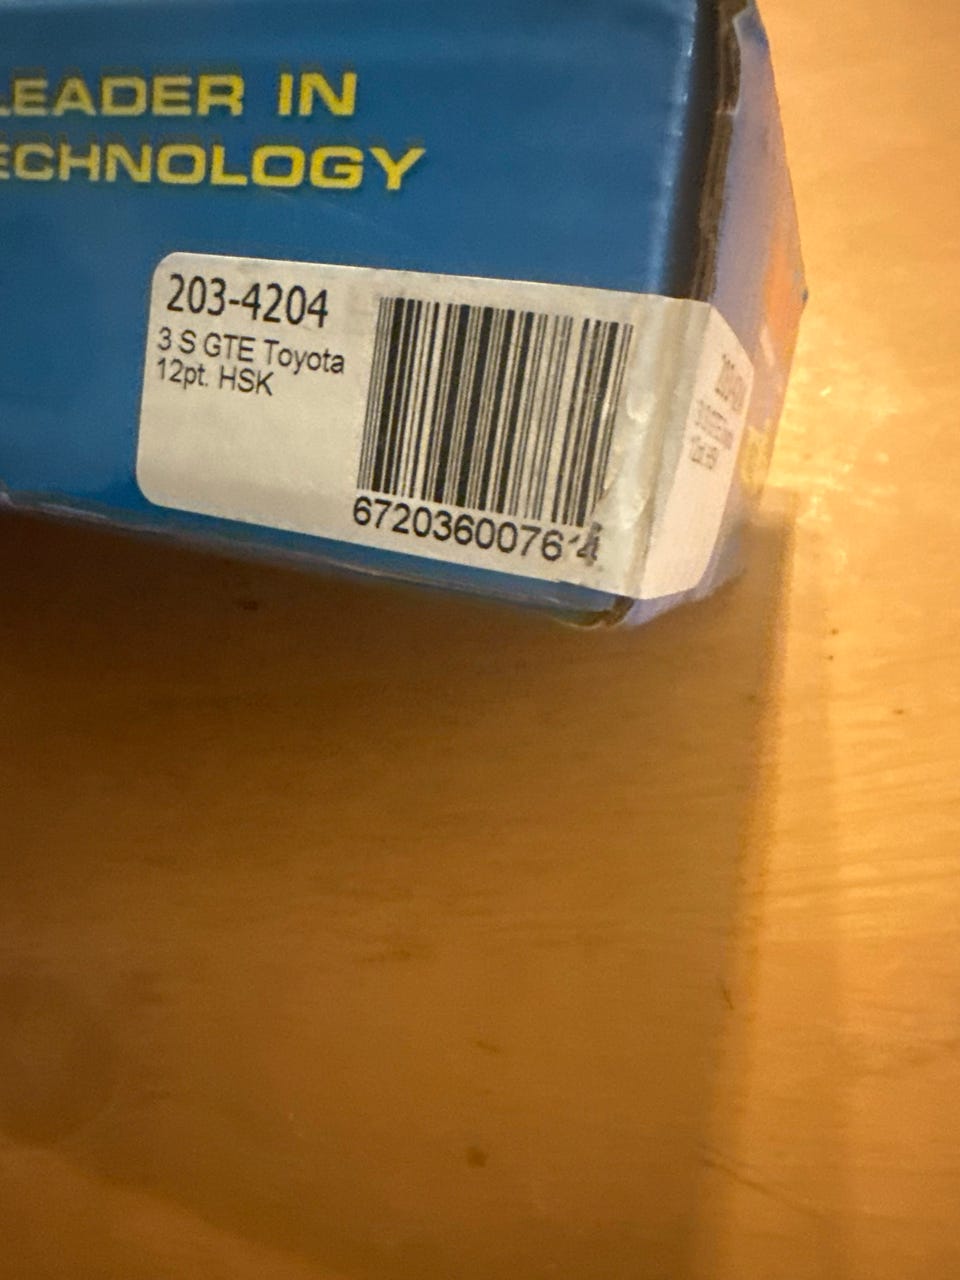 LEADER IN
ECHNOLOGY
203-4204
3 S GTE Toyota
12pt. HSK
672036007614